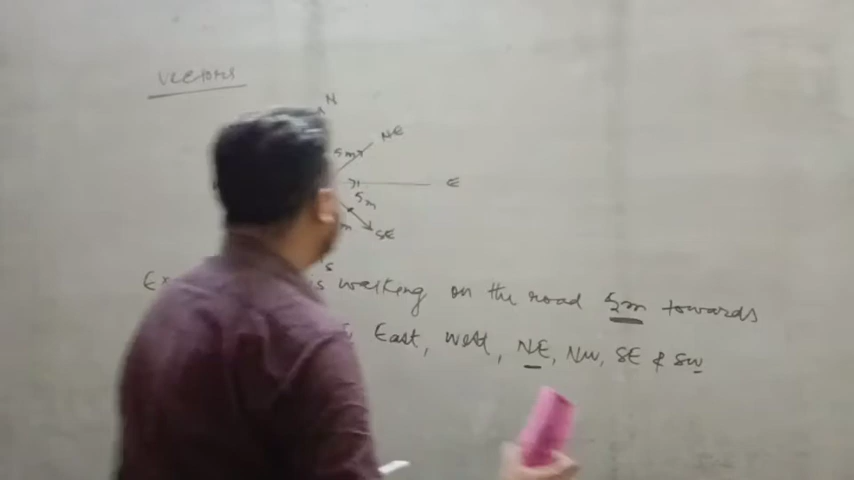 Vectors
N
NE
5m
E
5m
m
SE
S
Ex
s walking on the road 5m towards
East, West, NE, NW, SE & SW